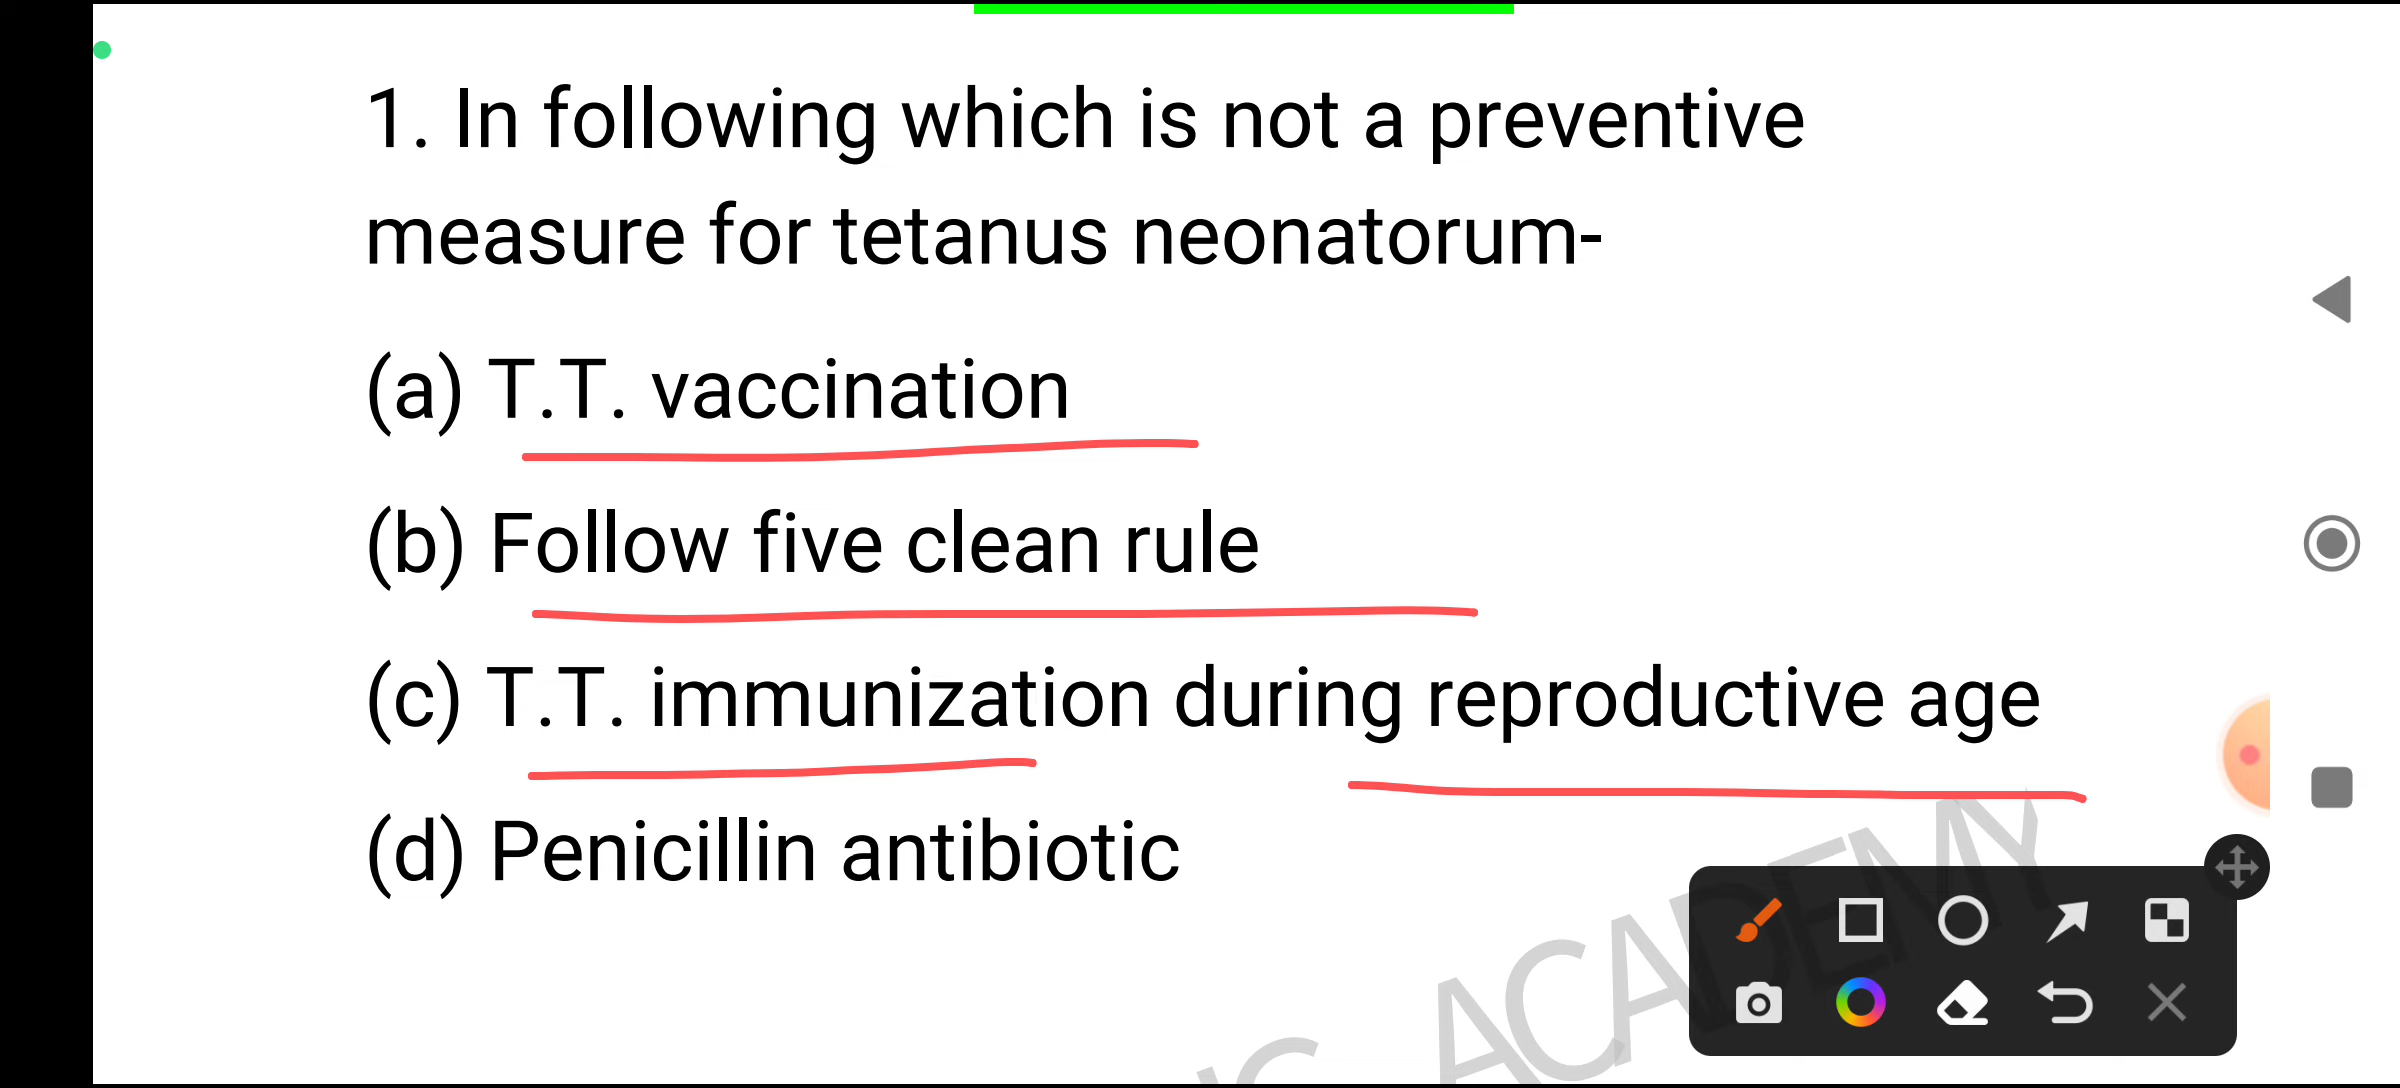 1. In following which is not a preventive
measure for tetanus neonatorum-
(a) T.T. vaccination
(b) Follow five clean rule
(c) T.T. immunization during reproductive age
(d) Penicillin antibiotic
ACADEMY